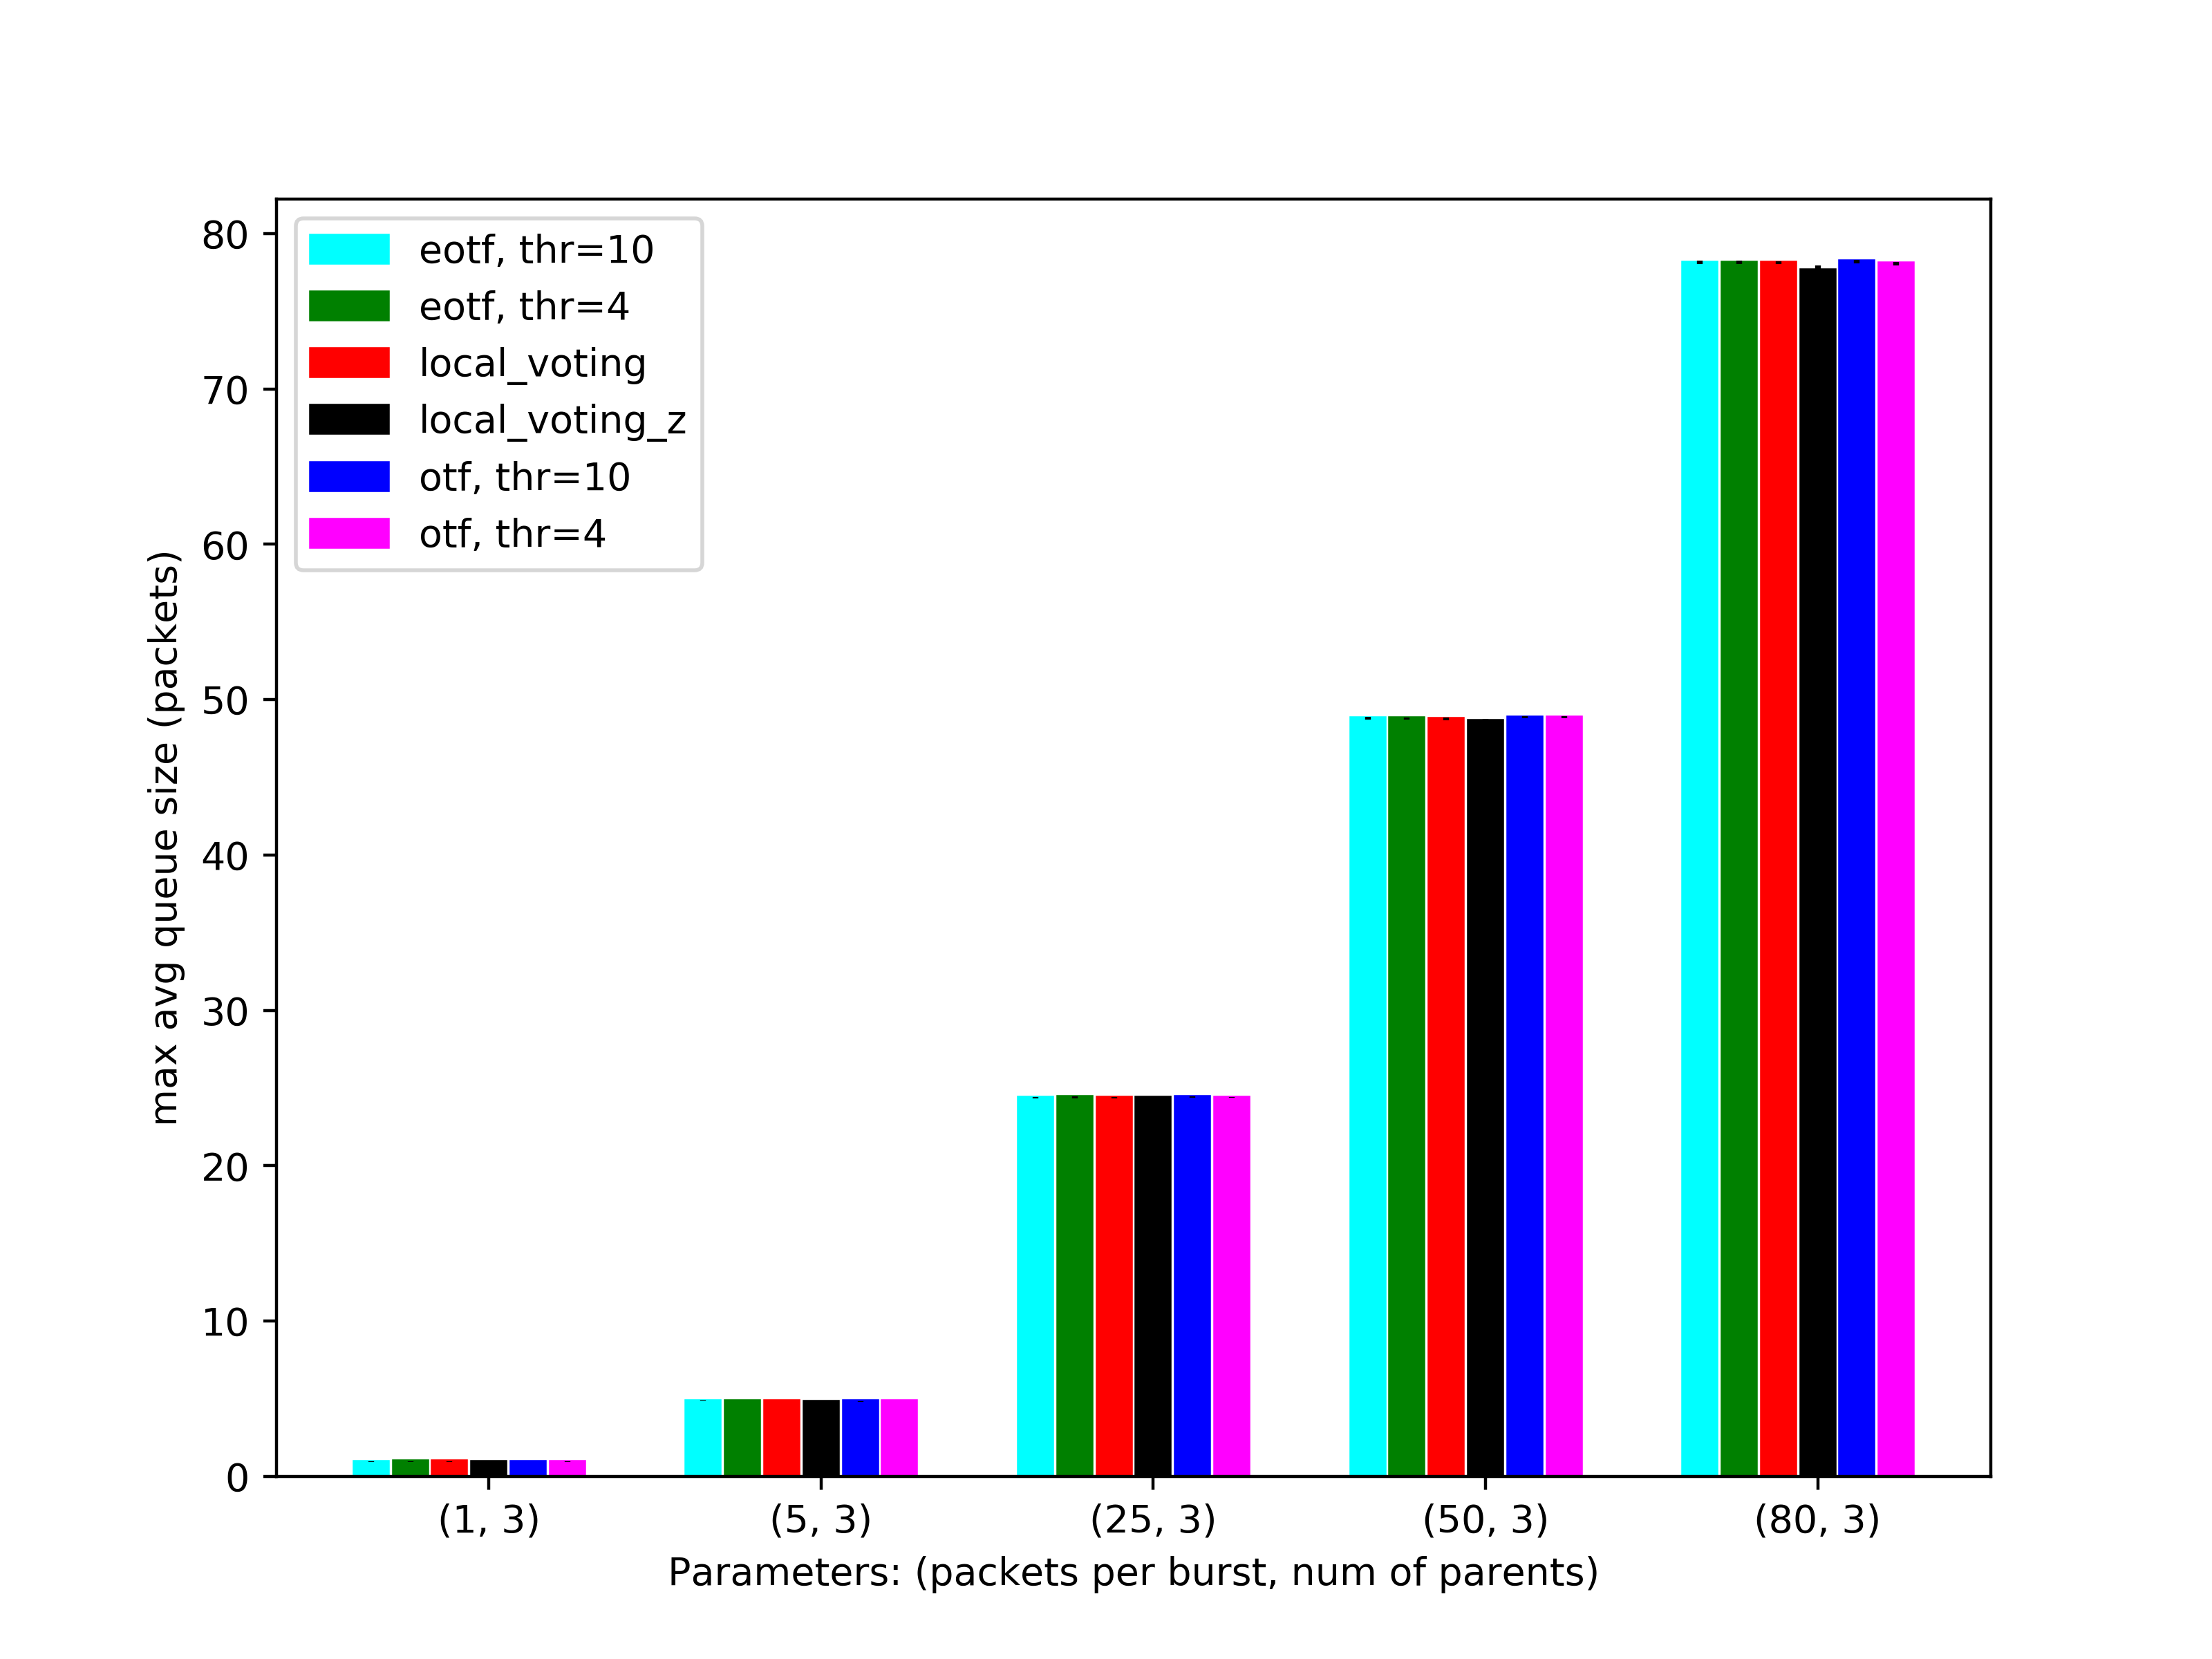 80
70
60
50
40
30
20
10
0
max avg queue size (packets)
eotf, thr=10
eotf, thr=4
local_voting
local_voting_z
otf, thr=10
otf, thr=4
(1, 3)
(5, 3)
(25, 3)
(50, 3)
(80, 3)
Parameters: (packets per burst, num of parents)